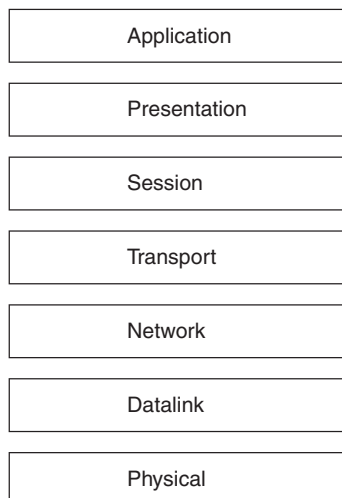 Application
Presentation
Session
Transport
Network
Datalink
Physical